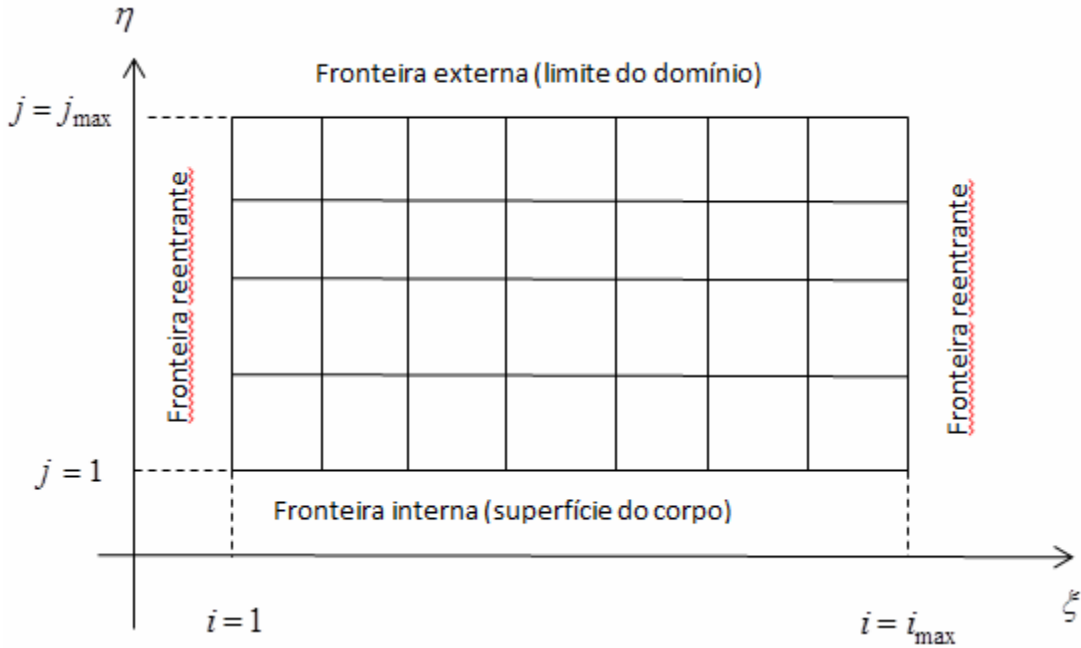 η
Fronteira externa (limite do domínio)
j = j_max
Fronteira reentrante
Fronteira reentrante
j = 1
Fronteira interna (superfície do corpo)
i = 1
i = i_max
ξ